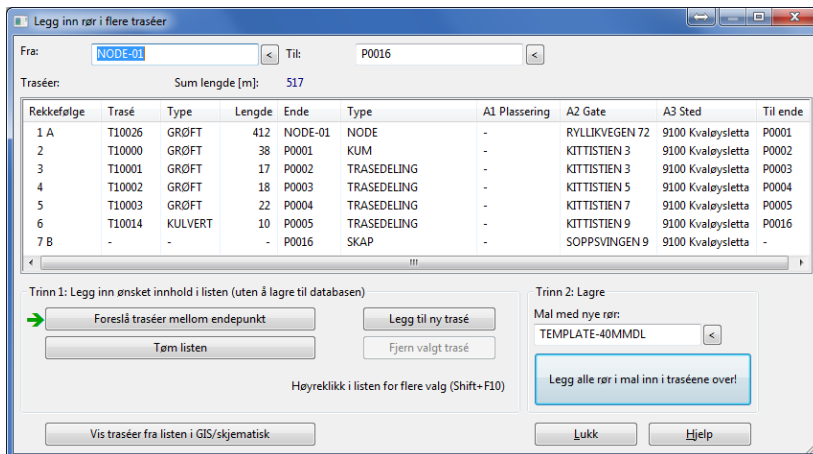 Legg inn rør i flere traséer
Fra: NODE-01 < Til: P0016 <
Traséer: Sum lengde [m]: 517
Rekkefølge Trasé Type Lengde Ende Type A1 Plassering A2 Gate A3 Sted Til ende
1 A T10026 GRØFT 412 NODE-01 NODE - RYLLIKVEGEN 72 9100 Kvaløysletta P0001
2 T10000 GRØFT 38 P0001 KUM - KITTISTIEN 3 9100 Kvaløysletta P0002
3 T10001 GRØFT 17 P0002 TRASEDELING - KITTISTIEN 3 9100 Kvaløysletta P0003
4 T10002 GRØFT 18 P0003 TRASEDELING - KITTISTIEN 5 9100 Kvaløysletta P0004
5 T10003 GRØFT 22 P0004 TRASEDELING - KITTISTIEN 7 9100 Kvaløysletta P0005
6 T10014 KULVERT 10 P0005 TRASEDELING - KITTISTIEN 9 9100 Kvaløysletta P0016
7 B - - - P0016 SKAP - SOPPSVINGEN 9 9100 Kvaløysletta -
Trinn 1: Legg inn ønsket innhold i listen (uten å lagre til databasen)
Foreslå traséer mellom endepunkt
Legg til ny trasé
Tøm listen
Fjern valgt trasé
Høyreklikk i listen for flere valg (Shift+F10)
Trinn 2: Lagre
Mal med nye rør:
TEMPLATE-40MMDL <
Legg alle rør i mal inn i traséene over!
Vis traséer fra listen i GIS/skjematisk
Lukk
Hjelp